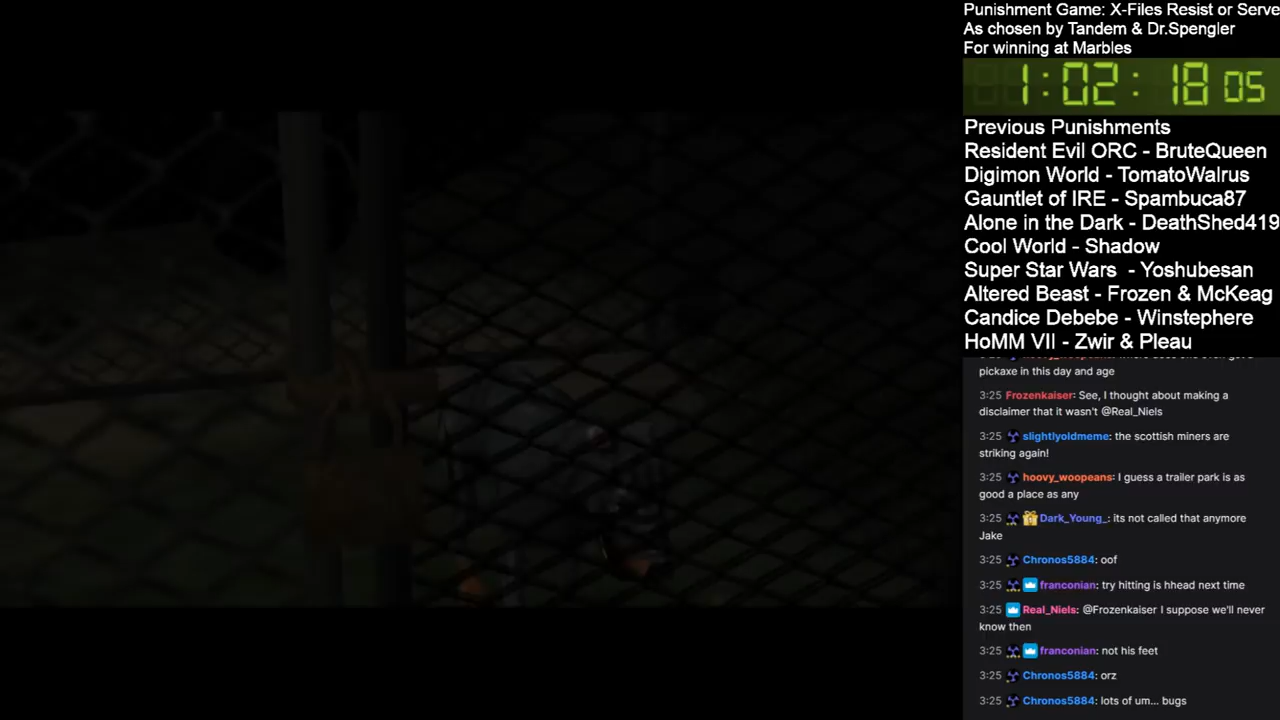 Punishment Game: X-Files Resist or Serve
As chosen by Tandem & Dr.Spengler
For winning at Marbles
1:02:18 05
Previous Punishments
Resident Evil ORC - BruteQueen
Digimon World - TomatoWalrus
Gauntlet of IRE - Spambuca87
Alone in the Dark - DeathShed419
Cool World - Shadow
Super Star Wars - Yoshubesan
Altered Beast - Frozen & McKeag
Candice Debebe - Winstephere
HoMM VII - Zwir & Pleau
pickaxe in this day and age
3:25 Frozenkaiser: See, I thought about making a
disclaimer that it wasn't @Real_Niels
3:25 slightlyoldmeme: the scottish miners are
striking again!
3:25 hoovy_woopeans: I guess a trailer park is as
good a place as any
3:25 Dark_Young_: its not called that anymore
Jake
3:25 Chronos5884: oof
3:25 franconian: try hitting is hhead next time
3:25 Real_Niels: @Frozenkaiser I suppose we'll never
know then
3:25 franconian: not his feet
3:25 Chronos5884: orz
3:25 Chronos5884: lots of um... bugs